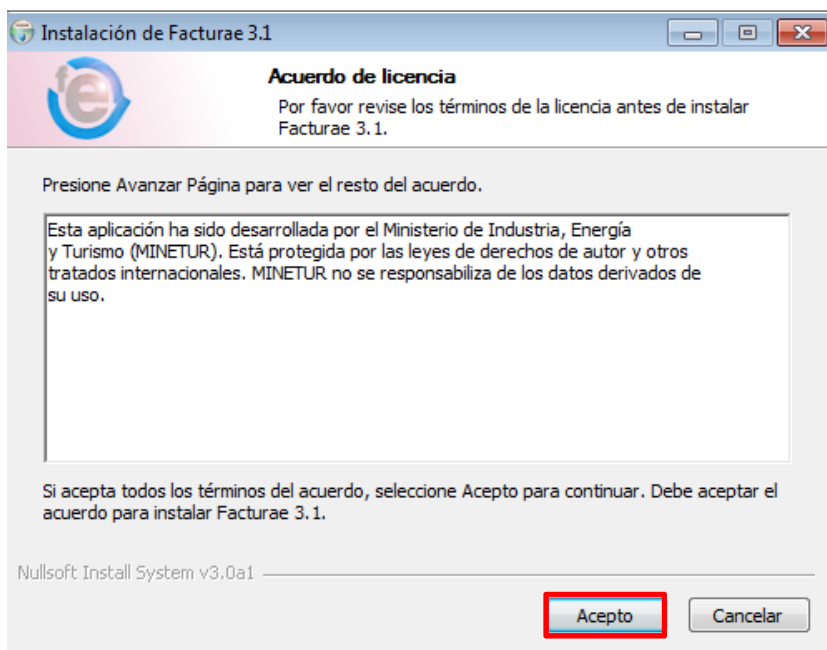 Instalación de Facturae 3.1
fe
Acuerdo de licencia
Por favor revise los términos de la licencia antes de instalar
Facturae 3.1.
Presione Avanzar Página para ver el resto del acuerdo.
Esta aplicación ha sido desarrollada por el Ministerio de Industria, Energía
y Turismo (MINETUR). Está protegida por las leyes de derechos de autor y otros
tratados internacionales. MINETUR no se responsabiliza de los datos derivados de
su uso.
Si acepta todos los términos del acuerdo, seleccione Acepto para continuar. Debe aceptar el
acuerdo para instalar Facturae 3.1.
Nullsoft Install System v3.0a1
Acepto
Cancelar